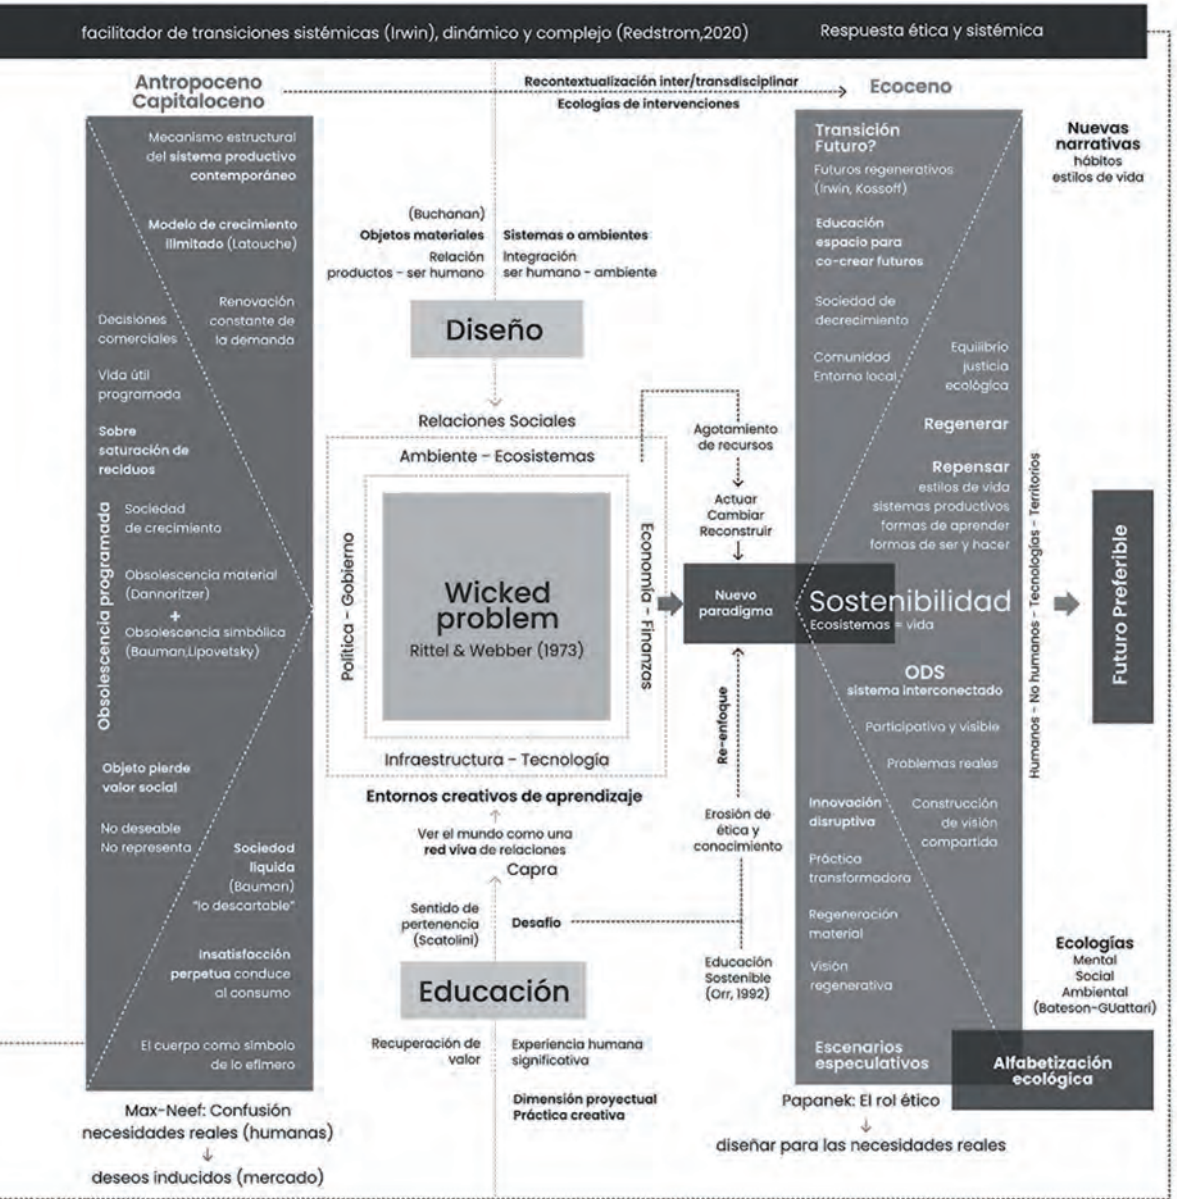 facilitador de transiciones sistémicas (Irwin), dinámico y complejo (Redstrom,2020)
Respuesta ética y sistémica
Antropoceno
Capitaloceno
Recontextualización inter/transdisciplinar
Ecologías de intervenciones
Ecoceno
Mecanismo estructural
del sistema productivo
contemporáneo
Modelo de crecimiento
ilimitado (Latouche)
Renovación
constante de
la demanda
Decisiones
comerciales
Vida útil
programada
Sobre
saturación de
residuos
Sociedad
de crecimiento
Obsolescencia programada
Obsolescencia material
(Dannoritzer)
+
Obsolescencia simbólica
(Bauman,Lipovetsky)
Objeto pierde
valor social
No deseable
No representa
Sociedad
líquida
(Bauman)
"lo descartable"
Insatisfacción
perpetua conduce
al consumo
El cuerpo como símbolo
de lo efímero
Max-Neef: Confusión
necesidades reales (humanas)
deseos inducidos (mercado)
(Buchanan)
Objetos materiales
Relación
productos - ser humano
Sistemas o ambientes
Integración
ser humano - ambiente
Diseño
Relaciones Sociales
Ambiente - Ecosistemas
Política - Gobierno
Wicked
problem
Rittel & Webber (1973)
Economía - Finanzas
Infraestructura - Tecnología
Entornos creativos de aprendizaje
Ver el mundo como una
red viva de relaciones
Capra
Sentido de
pertenencia
(Scatolini)
Desafío
Educación
Recuperación de
valor
Experiencia humana
significativa
Dimensión proyectual
Práctica creativa
Agotamiento
de recursos
Actuar
Cambiar
Reconstruir
Nuevo
paradigma
Re-enfoque
Erosión de
ética y
conocimiento
Educación
Sostenible
(Orr, 1992)
Transición
Futuro?
Futuros regenerativos
(Irwin, Kossoff)
Educación
espacio para
co-crear futuros
Sociedad de
decrecimiento
Comunidad
Entorno local
Equilibrio
justicia
ecológica
Regenerar
Repensar
estilos de vida
sistemas productivos
formas de aprender
formas de ser y hacer
Sostenibilidad
Ecosistemas = vida
ODS
sistema interconectado
Participativo y visible
Problemas reales
Innovación
disruptiva
Construcción
de visión
compartida
Práctica
transformadora
Regeneración
material
Visión
regenerativa
Escenarios
especulativos
Papanek: El rol ético
diseñar para las necesidades reales
Nuevas
narrativas
hábitos
estilos de vida
Humanos - No humanos - Tecnologías - Territorios
Futuro Preferible
Ecologías
Mental
Social
Ambiental
(Bateson-GUattari)
Alfabetización
ecológica